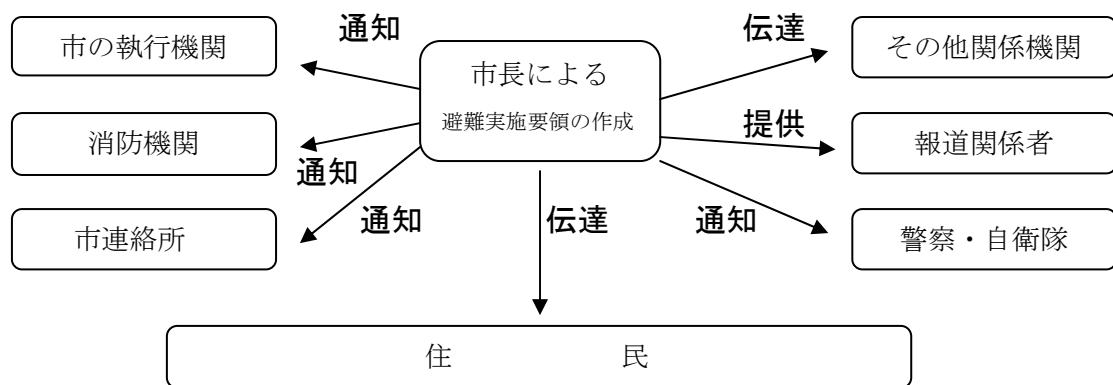 通知
伝達
市の執行機関
市長による
避難実施要領の作成
その他関係機関
消防機関
提供
報道関係者
通知
市連絡所
通知
伝達
通知
警察・自衛隊
住 民